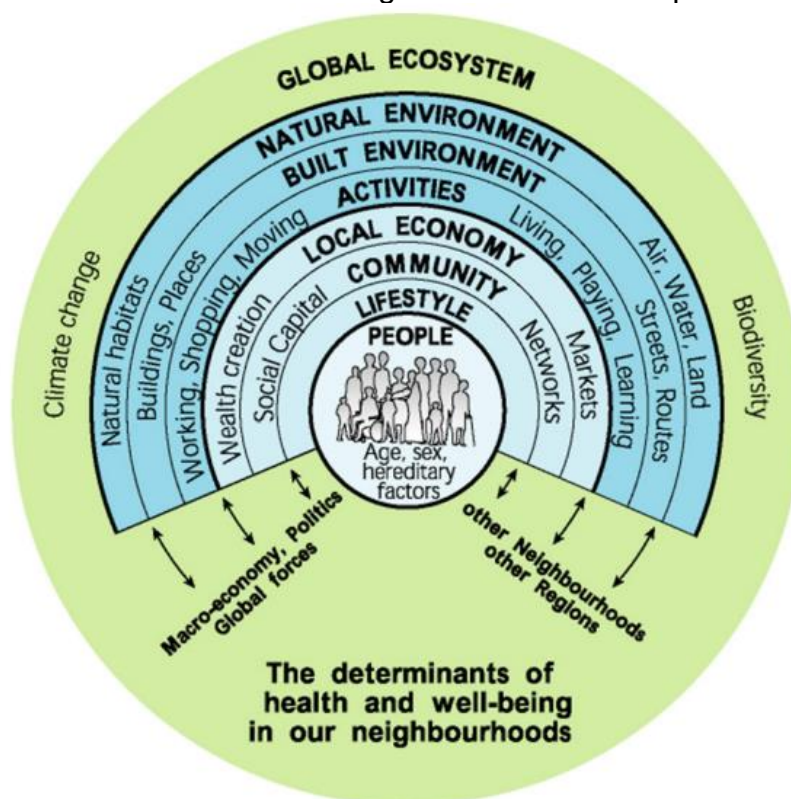 GLOBAL ECOSYSTEM
NATURAL ENVIRONMENT
BUILT ENVIRONMENT
ACTIVITIES
LOCAL ECONOMY
COMMUNITY
LIFESTYLE
PEOPLE
Age, sex,
hereditary
factors
Climate change
Natural habitats
Buildings, Places
Working, Shopping, Moving
Wealth creation
Social Capital
Networks
Markets
Living, Playing, Learning
Streets, Routes
Air, Water, Land
Biodiversity
Macro-economy, Politics
Global forces
other Neighbourhoods
other Regions
The determinants of
health and well-being
in our neighbourhoods